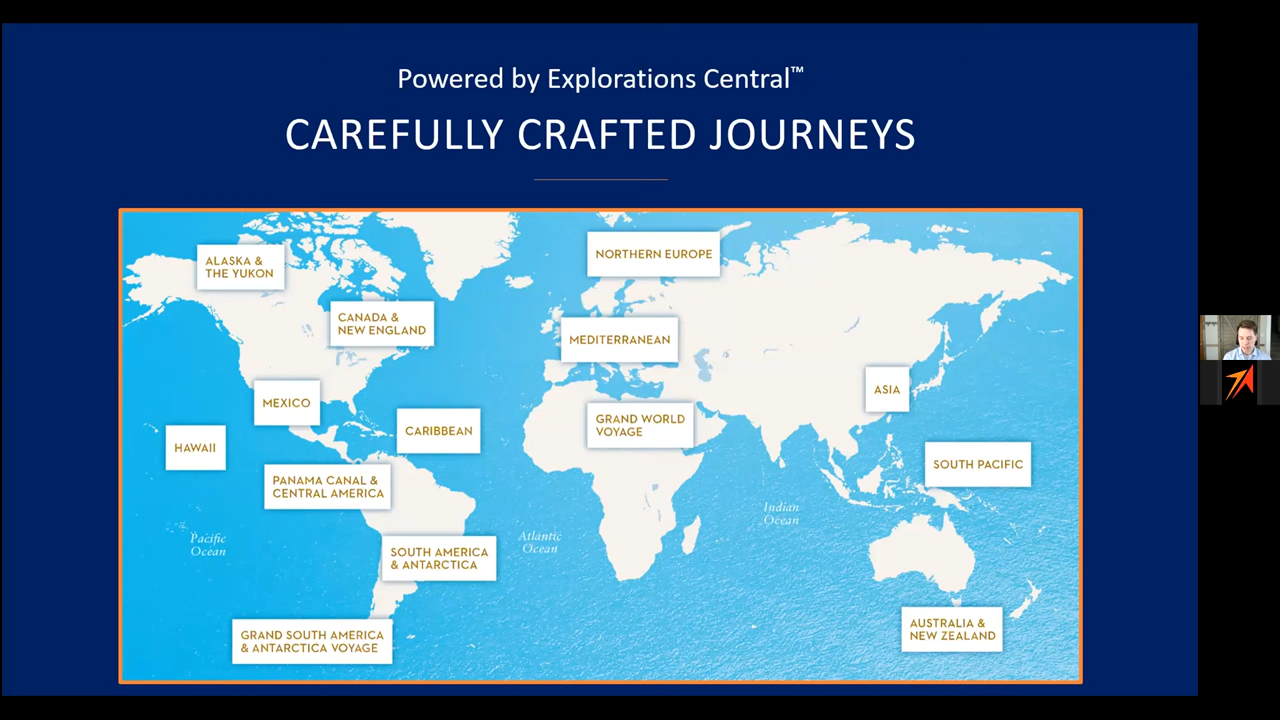 Powered by Explorations Central™
CAREFULLY CRAFTED JOURNEYS
ALASKA &
THE YUKON
NORTHERN EUROPE
CANADA &
NEW ENGLAND
MEDITERRANEAN
MEXICO
ASIA
CARIBBEAN
GRAND WORLD
VOYAGE
HAWAII
SOUTH PACIFIC
PANAMA CANAL &
CENTRAL AMERICA
Indian
Ocean
Pacific
Ocean
Atlantic
Ocean
SOUTH AMERICA
& ANTARCTICA
GRAND SOUTH AMERICA
& ANTARCTICA VOYAGE
AUSTRALIA &
NEW ZEALAND